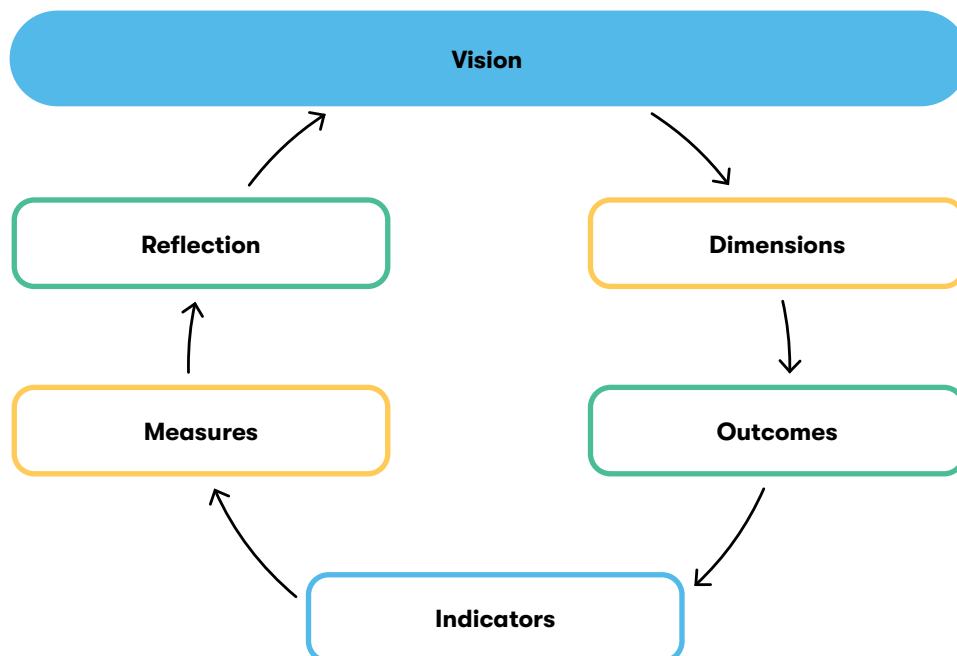 Vision
Reflection
Dimensions
Measures
Outcomes
Indicators